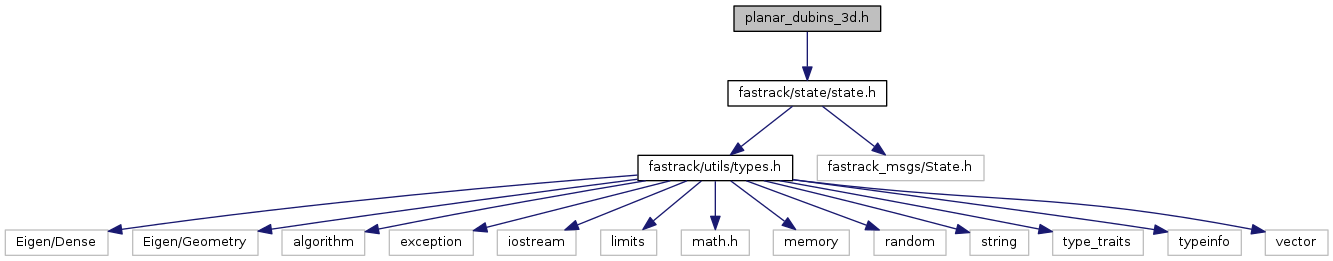 planar_dubins_3d.h
fastrack/state/state.h
fastrack/utils/types.h
fastrack_msgs/State.h
Eigen/Dense
Eigen/Geometry
algorithm
exception
iostream
limits
math.h
memory
random
string
type_traits
typeinfo
vector